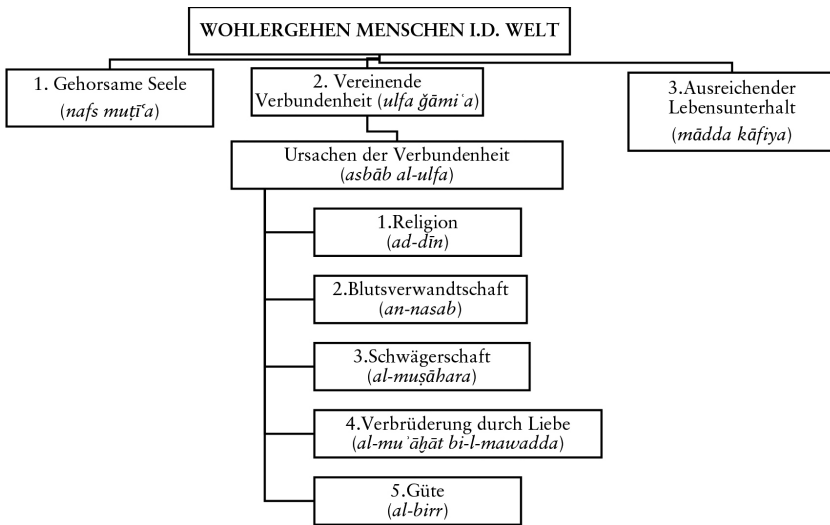 WOHLERGEHEN MENSCHEN I.D. WELT
1. Gehorsame Seele
(nafs muṭīʿa)
2. Vereinende
Verbundenheit (ulfa ǧāmiʿa)
3.Ausreichender
Lebensunterhalt
(mādda kāfiya)
Ursachen der Verbundenheit
(asbāb al-ulfa)
1.Religion
(ad-dīn)
2.Blutsverwandtschaft
(an-nasab)
3.Schwägerschaft
(al-muṣāhara)
4.Verbrüderung durch Liebe
(al-muʾāḫāt bi-l-mawadda)
5.Güte
(al-birr)